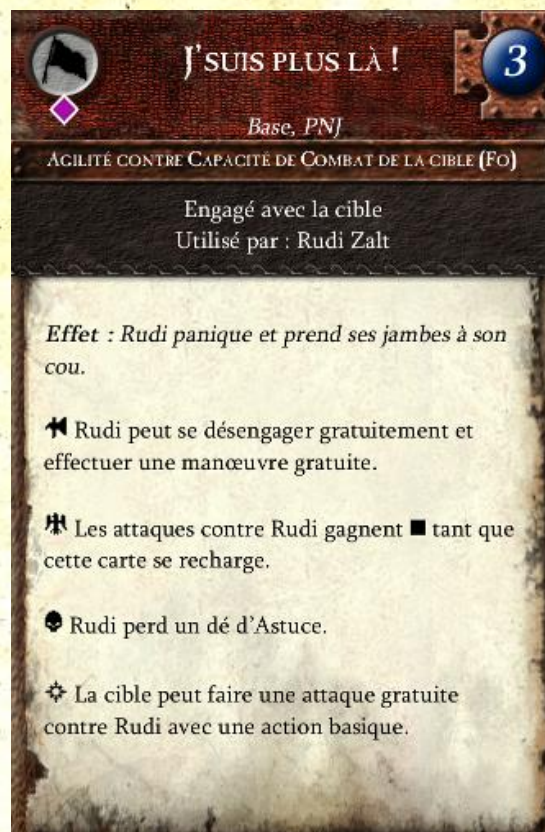 J'SUIS PLUS LÀ !
3
Base, PNJ
AGILITÉ CONTRE CAPACITÉ DE COMBAT DE LA CIBLE (FO)
Engagé avec la cible
Utilisé par : Rudi Zalt
Effet : Rudi panique et prend ses jambes à son
cou.
Rudi peut se désengager gratuitement et
effectuer une manœuvre gratuite.
Les attaques contre Rudi gagnent ■ tant que
cette carte se recharge.
Rudi perd un dé d'Astuce.
La cible peut faire une attaque gratuite
contre Rudi avec une action basique.